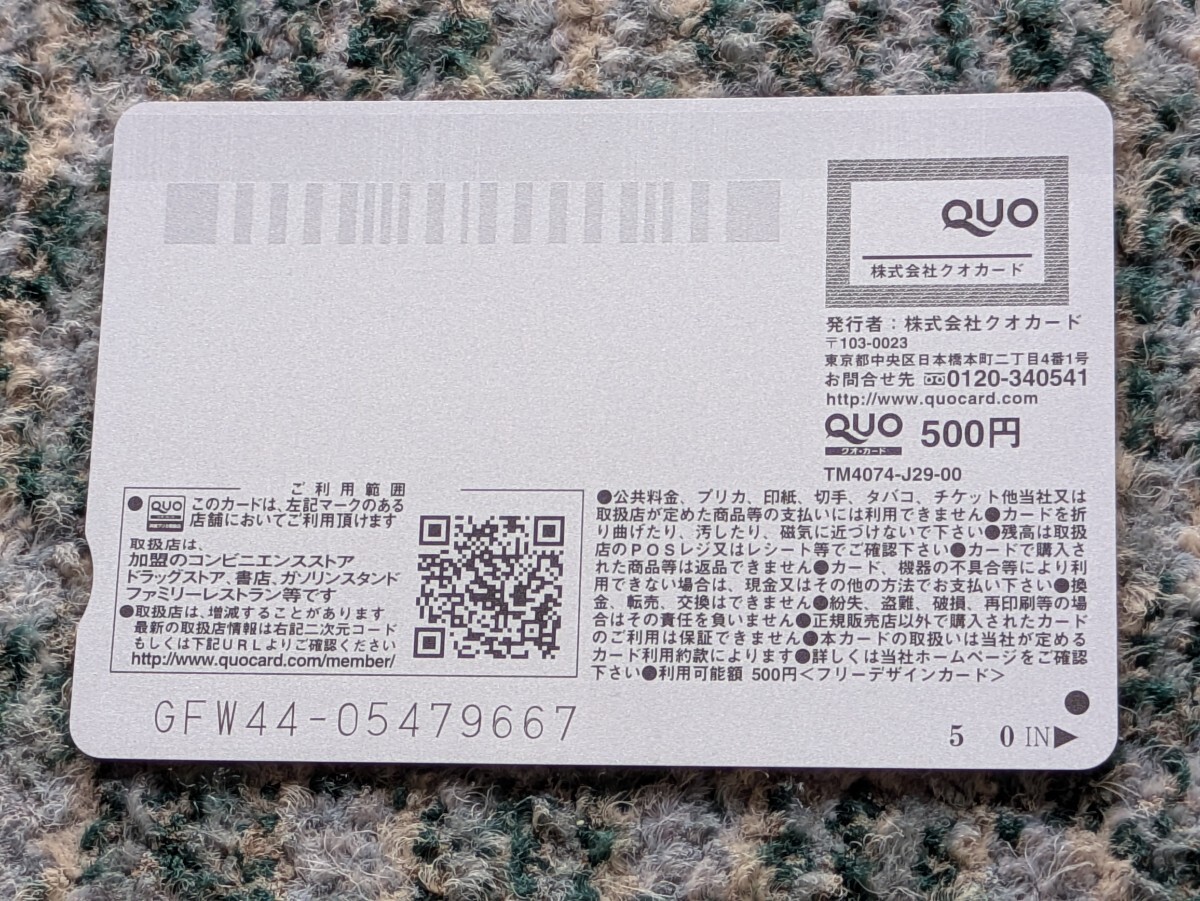 QUO
株式会社クオカード
発行者：株式会社クオカード
〒103-0023
東京都中央区日本橋本町二丁目4番1号
お問合せ先 0120-340541
http://www.quocard.com
QUO 500円
クオ・カード
TM4074-J29-00
ご利用範囲
●QUO このカードは、左記マークのある
店舗においてご利用頂けます
取扱店は、
加盟のコンビニエンスストア
ドラッグストア、書店、ガソリンスタンド
ファミリーレストラン等です
●取扱店は、増減することがあります
最新の取扱店情報は右記二次元コード
もしくは下記URLよりご確認ください
http://www.quocard.com/member/
●公共料金、プリカ、印紙、切手、タバコ、チケット他当社又は
取扱店が定めた商品等の支払いには利用できません●カードを折
り曲げたり、汚したり、磁気に近づけないで下さい●残高は取扱
店のPOSレジ又はレシート等でご確認下さい●カードで購入さ
れた商品等は返品できません●カード、機器の不具合等により利
用できない場合は、現金又はその他の方法でお支払い下さい●換
金、転売、交換はできません●紛失、盗難、破損、再印刷等の場
合はその責任を負いません●正規販売店以外で購入されたカード
のご利用は保証できません●本カードの取扱いは当社が定める
カード利用約款によります●詳しくは当社ホームページをご確認
下さい●利用可能額 500円＜フリーデザインカード＞
GFW44-05479667
5 0 IN▶